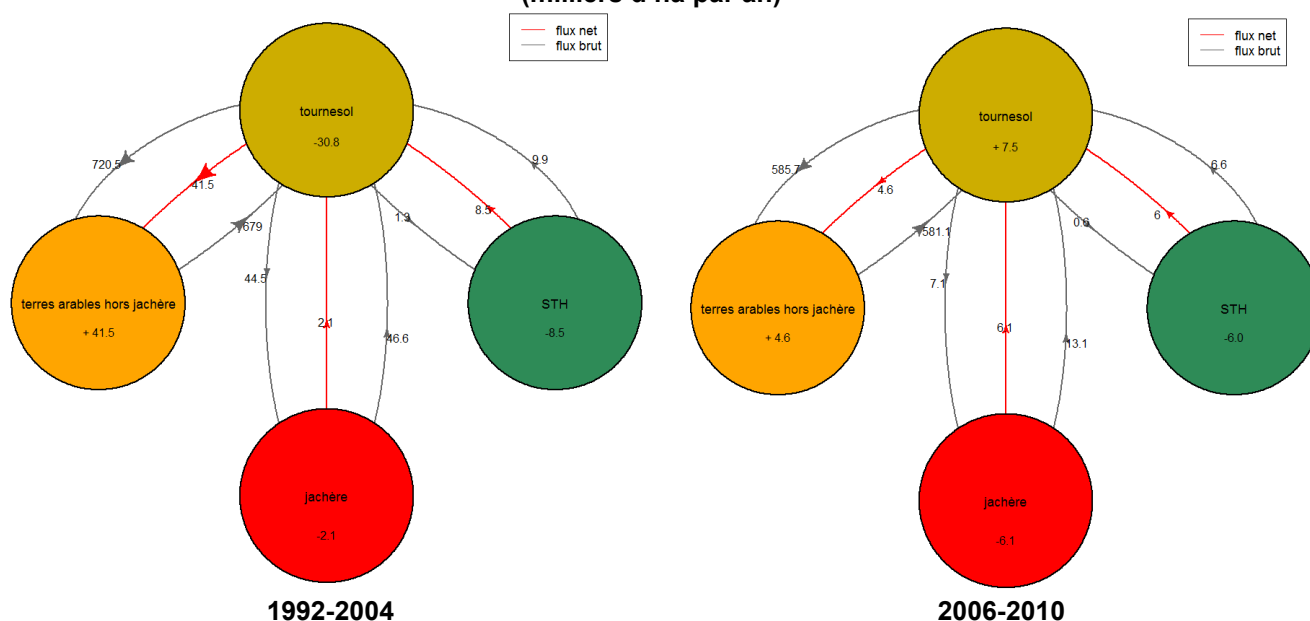 (milliers d'ha par an)
flux net
flux brut
tournesol
-30.8
720.5
41.5
679
44.5
2.1
46.6
1.3
8.5
9.9
terres arables hors jachère
+ 41.5
STH
-8.5
jachère
-2.1
1992-2004
flux net
flux brut
tournesol
+ 7.5
585.7
4.6
581.1
7.1
6.1
13.1
0.6
6
6.6
terres arables hors jachère
+ 4.6
STH
-6.0
jachère
-6.1
2006-2010